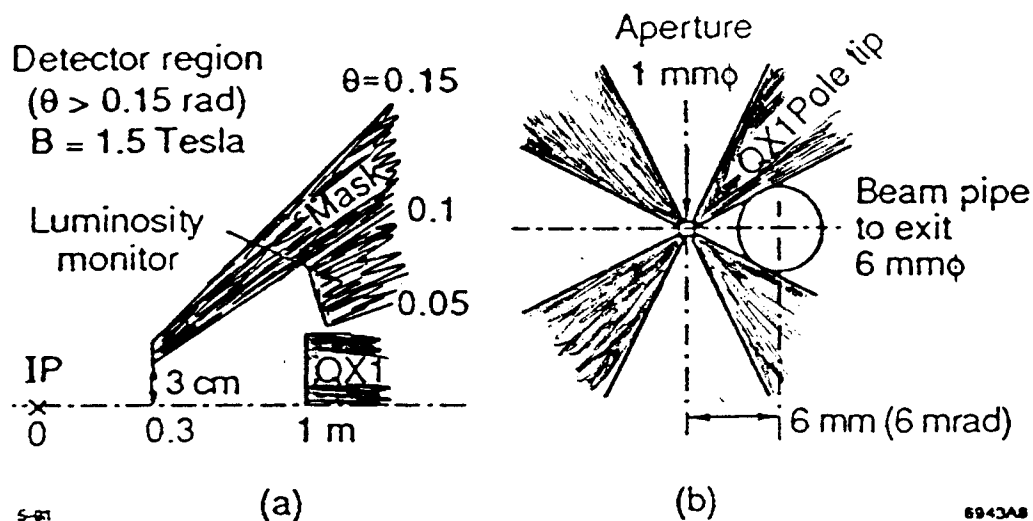 Detector region
(θ > 0.15 rad)
B = 1.5 Tesla
θ=0.15
Mask
Luminosity
monitor
0.1
0.05
IP
QX1
3 cm
0
0.3
1 m
(a)
Aperture
1 mmϕ
QX1 Pole tip
Beam pipe
to exit
6 mmϕ
6 mm (6 mrad)
(b)
6943A8